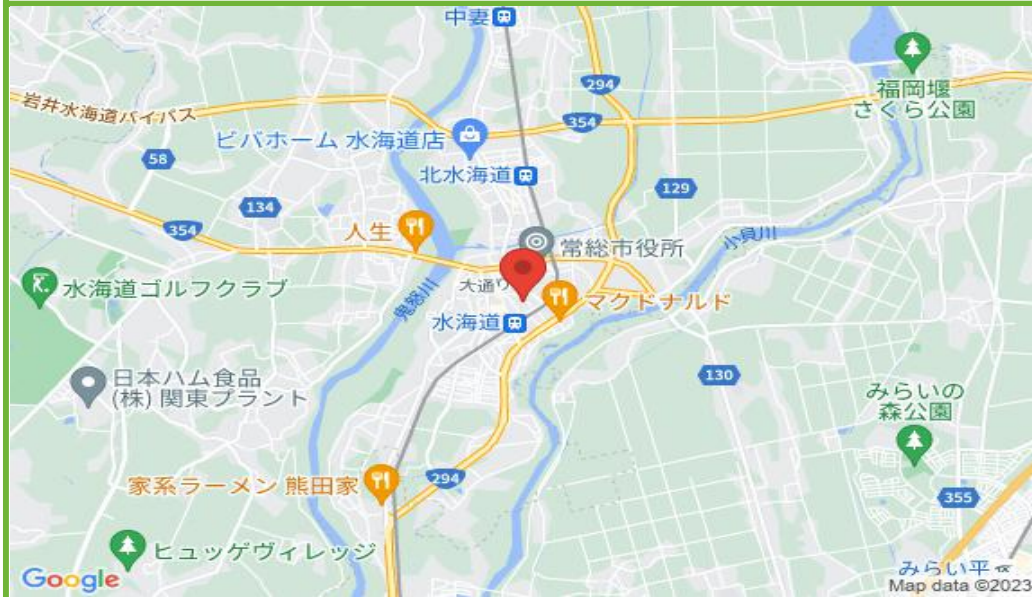 中妻
294
福岡堰
さくら公園
岩井水海道バイパス
354
ビバホーム 水海道店
58
北水海道
129
134
人生
354
常総市役所
小貝川
水海道ゴルフクラブ
大通り
鬼怒川
マクドナルド
水海道
日本ハム食品
(株) 関東プラント
130
みらいの
森公園
家系ラーメン 熊田家
294
355
ヒュッゲヴィレッジ
みらい平
Google
Map data ©2023